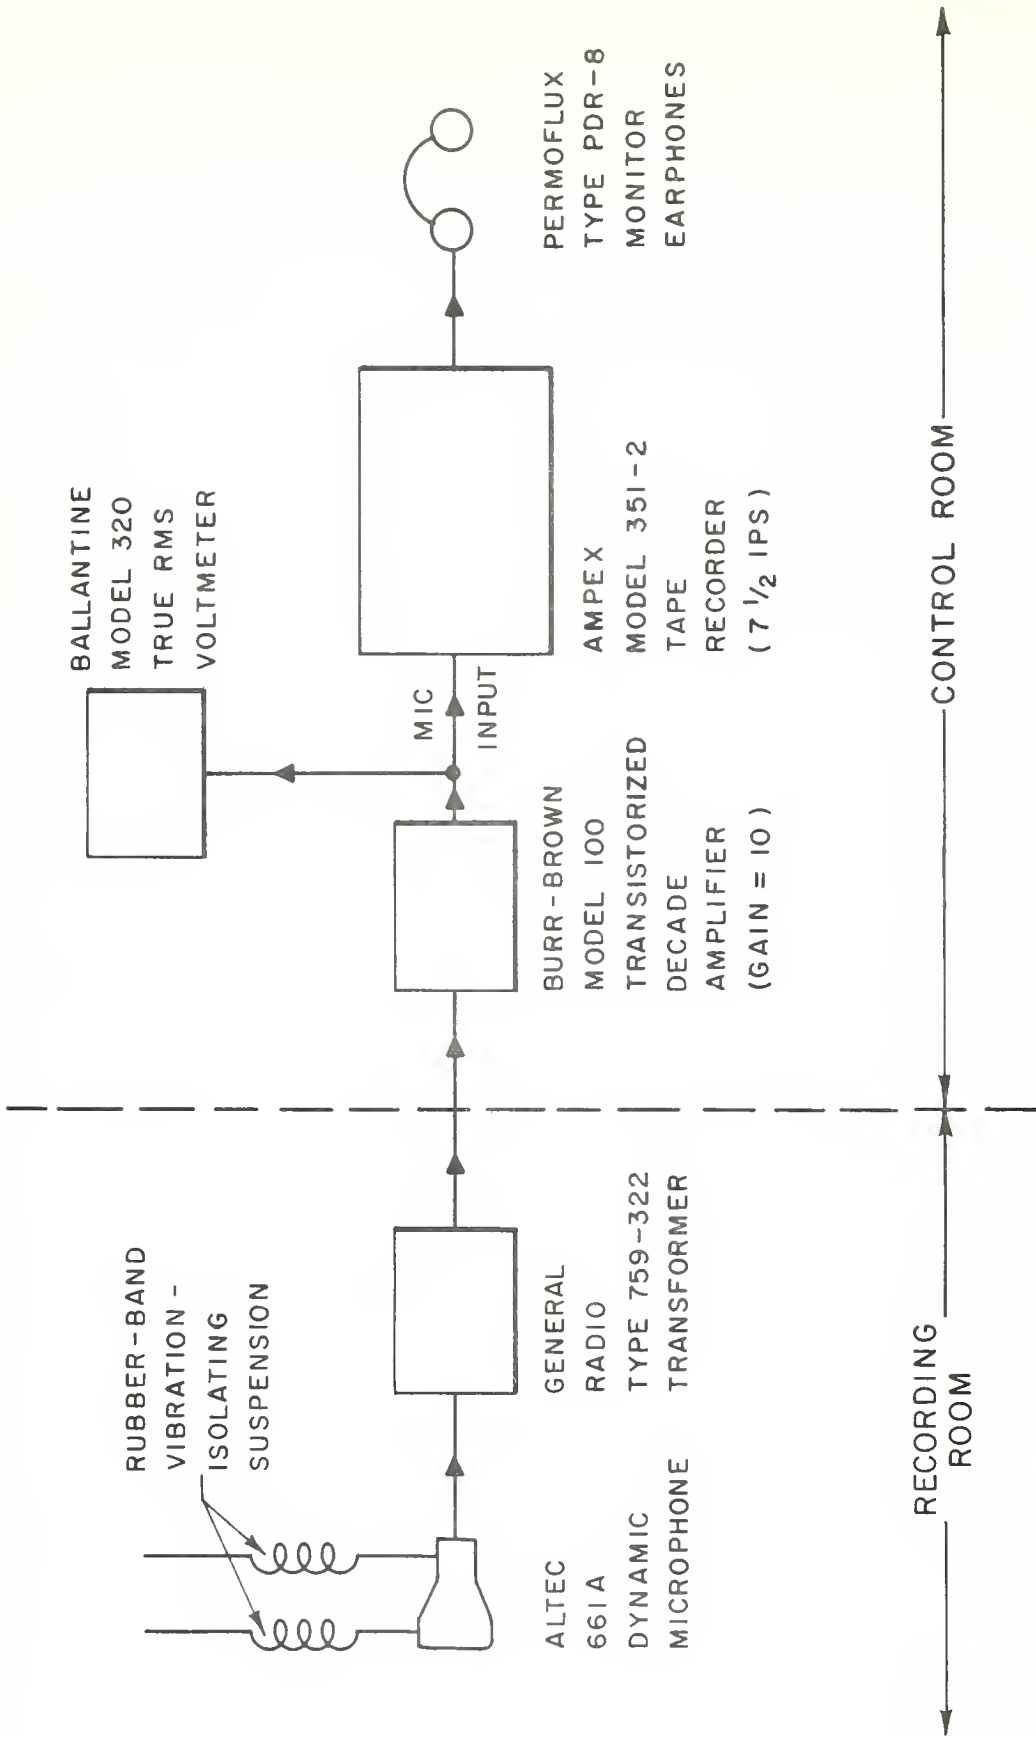 RUBBER-BAND
VIBRATION-
ISOLATING
SUSPENSION
BALLANTINE
MODEL 320
TRUE RMS
VOLTMETER
MIC
INPUT
ALTEC
661A
DYNAMIC
MICROPHONE
GENERAL
RADIO
TYPE 759-322
TRANSFORMER
BURR-BROWN
MODEL 100
TRANSISTORIZED
DECADE
AMPLIFIER
(GAIN = 10)
AMPEX
MODEL 351-2
TAPE
RECORDER
(7 1/2 IPS)
PERMOFLUX
TYPE PDR-8
MONITOR
EARPHONES
RECORDING
ROOM
CONTROL ROOM